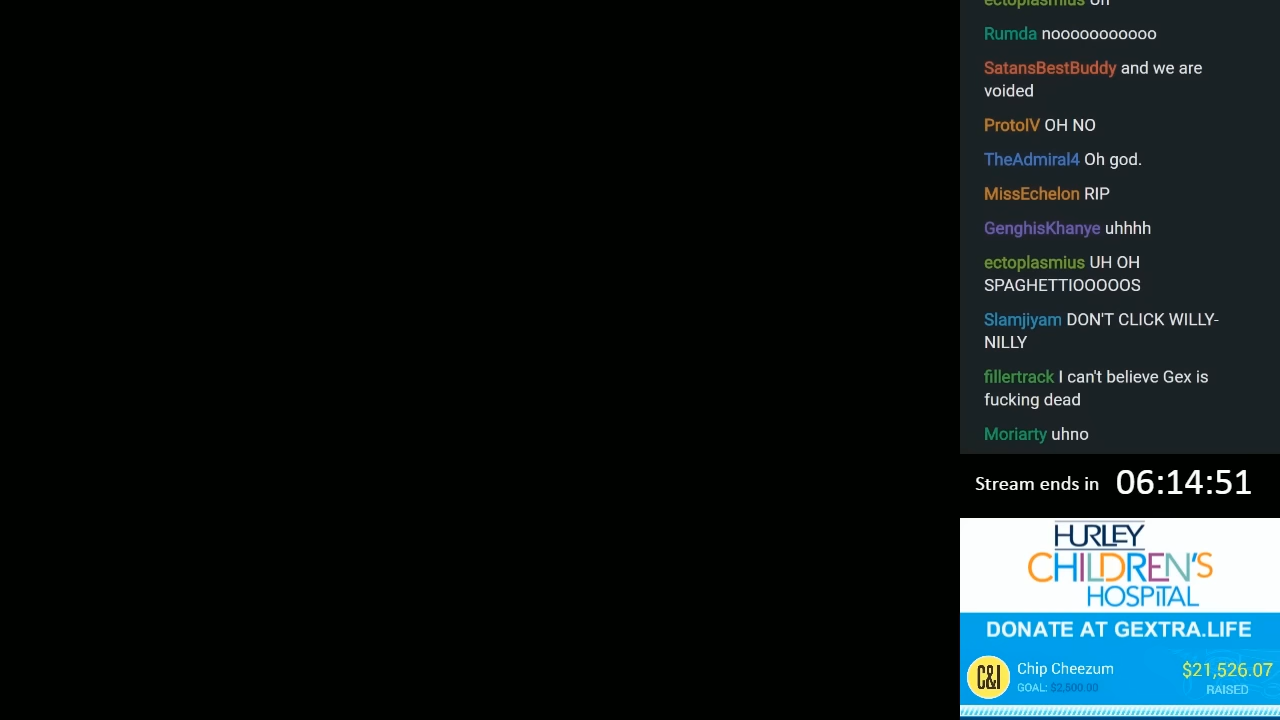 ectoplasmius Uh
Rumda nooooooooooo
SatansBestBuddy and we are
voided
ProtoIV OH NO
TheAdmiral4 Oh god.
MissEchelon RIP
GenghisKhanye uhhhh
ectoplasmius UH OH
SPAGHETTIOOOOOS
Slamjiyam DON'T CLICK WILLY-
NILLY
fillertrack I can't believe Gex is
fucking dead
Moriarty uhno
Stream ends in 06:14:51
HURLEY
CHILDREN'S
HOSPITAL
DONATE AT GEXTRA.LIFE
C&I
Chip Cheezum $21,526.07
GOAL: $2,500.00 RAISED